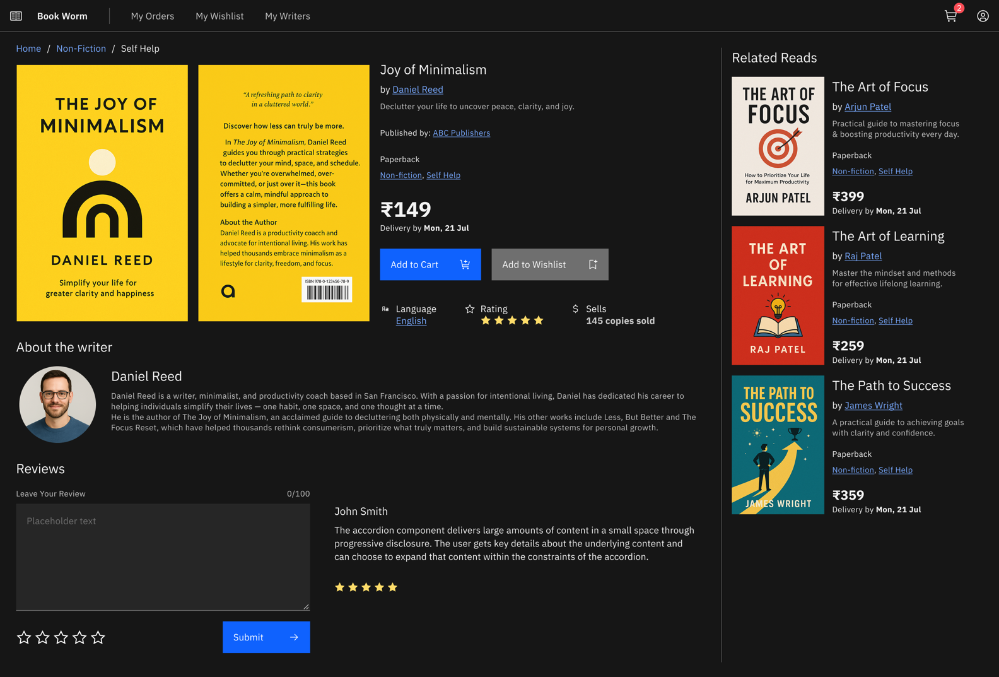 Book Worm
My Orders
My Wishlist
My Writers
2
Home / Non-Fiction / Self Help
THE JOY OF
MINIMALISM
DANIEL REED
Simplify your life for
greater clarity and happiness
“A refreshing path to clarity
in a cluttered world.”
Discover how less can truly be more.
In The Joy of Minimalism, Daniel Reed
guides you through practical strategies
to declutter your mind, space, and schedule.
Whether you're overwhelmed, over-
committed, or just over it—this book
offers a calm, mindful approach to
building a simpler, more fulfilling life.
About the Author
Daniel Reed is a productivity coacch and
advocate for intentional living. His work has
helped thousands embrace minimalism as a
lifestyle for clarity, freedom, and focus.
ISBN 978-0-123456-78-9
Joy of Minimalism
by Daniel Reed
Declutter your life to uncover peace, clarity, and joy.
Published by: ABC Publishers
Paperback
Non-fiction, Self Help
₹149
Delivery by Mon, 21 Jul
Add to Cart
Add to Wishlist
Language
English
Rating
$ Sells
145 copies sold
About the writer
Daniel Reed
Daniel Reed is a writer, minimalist, and productivity coach based in San Francisco. With a passion for intentional living, Daniel has dedicated his career to
helping individuals simplify their lives — one habit, one space, and one thought at a time.
He is the author of The Joy of Minimalism, an acclaimed guide to decluttering both physically and mentally. His other works include Less, But Better and The
Focus Reset, which have helped thousands rethink consumerism, prioritize what truly matters, and build sustainable systems for personal growth.
Reviews
Leave Your Review
0/100
Placeholder text
Submit
John Smith
The accordion component delivers large amounts of content in a small space through
progressive disclosure. The user gets key details about the underlying content and
can choose to expand that content within the constraints of the accordion.
Related Reads
THE ART OF
FOCUS
How to Prioritize Your Life
for Maximum Productivity
ARJUN PATEL
The Art of Focus
by Arjun Patel
Practical guide to mastering focus
& boosting productivity every day.
Paperback
Non-fiction, Self Help
₹399
Delivery by Mon, 21 Jul
THE ART
OF
LEARNING
RAJ PATEL
The Art of Learning
by Raj Patel
Master the mindset and methods
for effective lifelong learning.
Paperback
Non-fiction, Self Help
₹259
Delivery by Mon, 21 Jul
THE PATH TO
SUCCESS
JAMES WRIGHT
The Path to Success
by James Wright
A practical guide to achieving goals
with clarity and confidence.
Paperback
Non-fiction, Self Help
₹359
Delivery by Mon, 21 Jul